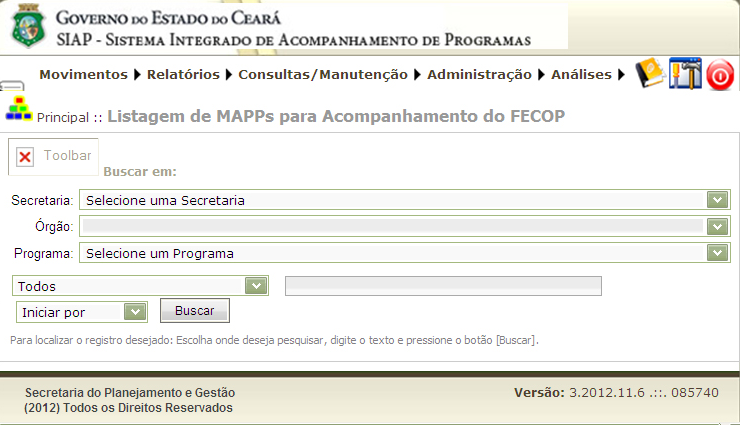 GOVERNO DO ESTADO DO CEARÁ
SIAP - SISTEMA INTEGRADO DE ACOMPANHAMENTO DE PROGRAMAS
Movimentos Relatórios Consultas/Manutenção Administração Análises
Principal :: Listagem de MAPPs para Acompanhamento do FECOP
Toolbar
Buscar em:
Secretaria: Selecione uma Secretaria
Órgão:
Programa: Selecione um Programa
Todos
Iniciar por Buscar
Para localizar o registro desejado: Escolha onde deseja pesquisar, digite o texto e pressione o botão [Buscar].
Secretaria do Planejamento e Gestão Versão: 3.2012.11.6 .::. 085740
(2012) Todos os Direitos Reservados